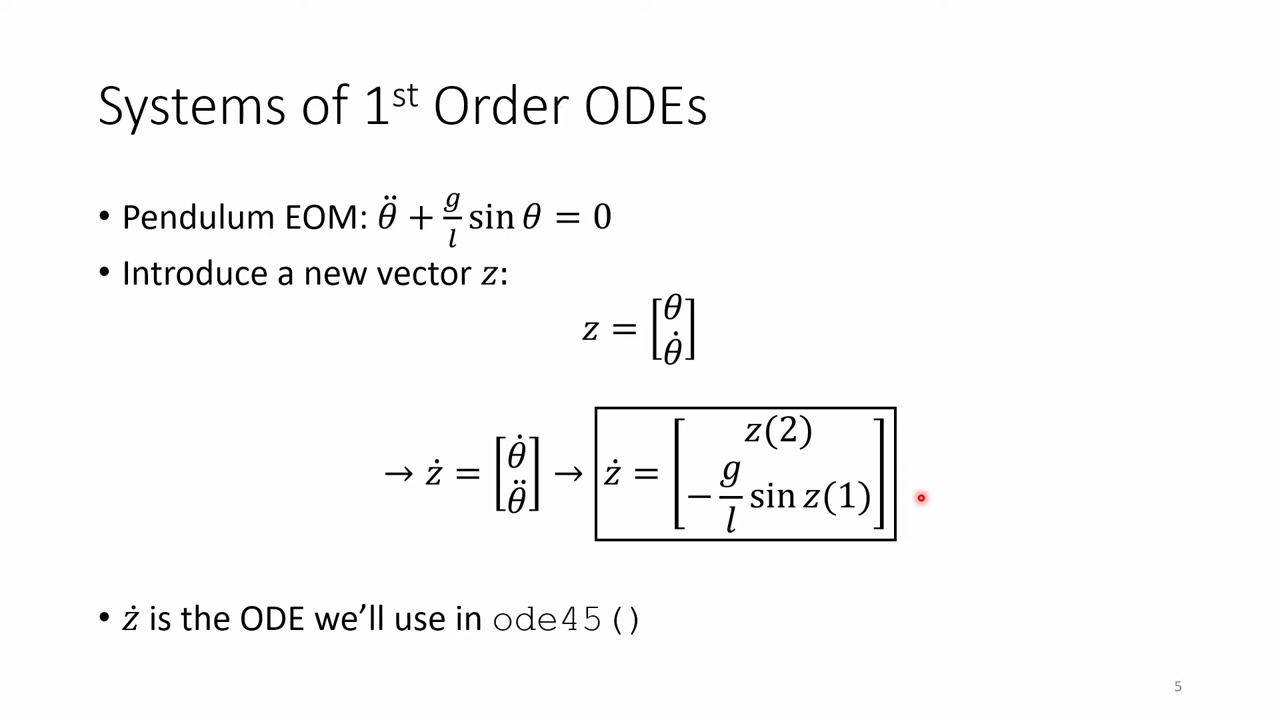 Systems of 1st Order ODEs
• Pendulum EOM: θ̈ + g/l sin θ = 0
• Introduce a new vector z:
z = [θ θ̇]
→ ż = [θ̇ θ̈] → ż = [z(2) −g/l sin z(1)]
• ż is the ODE we’ll use in ode45()
5